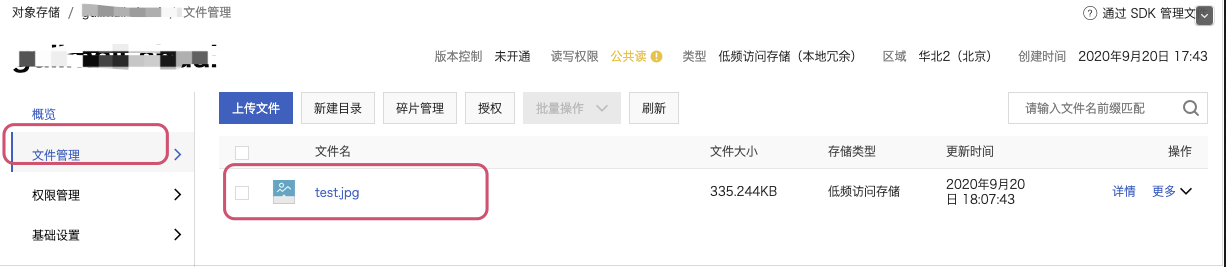 对象存储 / 文件管理
通过 SDK 管理文
版本控制 未开通 读写权限 公共读 类型 低频访问存储（本地冗余） 区域 华北2（北京） 创建时间 2020年9月20日 17:43
概览
文件管理
权限管理
基础设置
上传文件 新建目录 碎片管理 授权 批量操作 刷新
请输入文件名前缀匹配
文件名 文件大小 存储类型 更新时间 操作
test.jpg 335.244KB 低频访问存储 2020年9月20
日 18:07:43 详情 更多